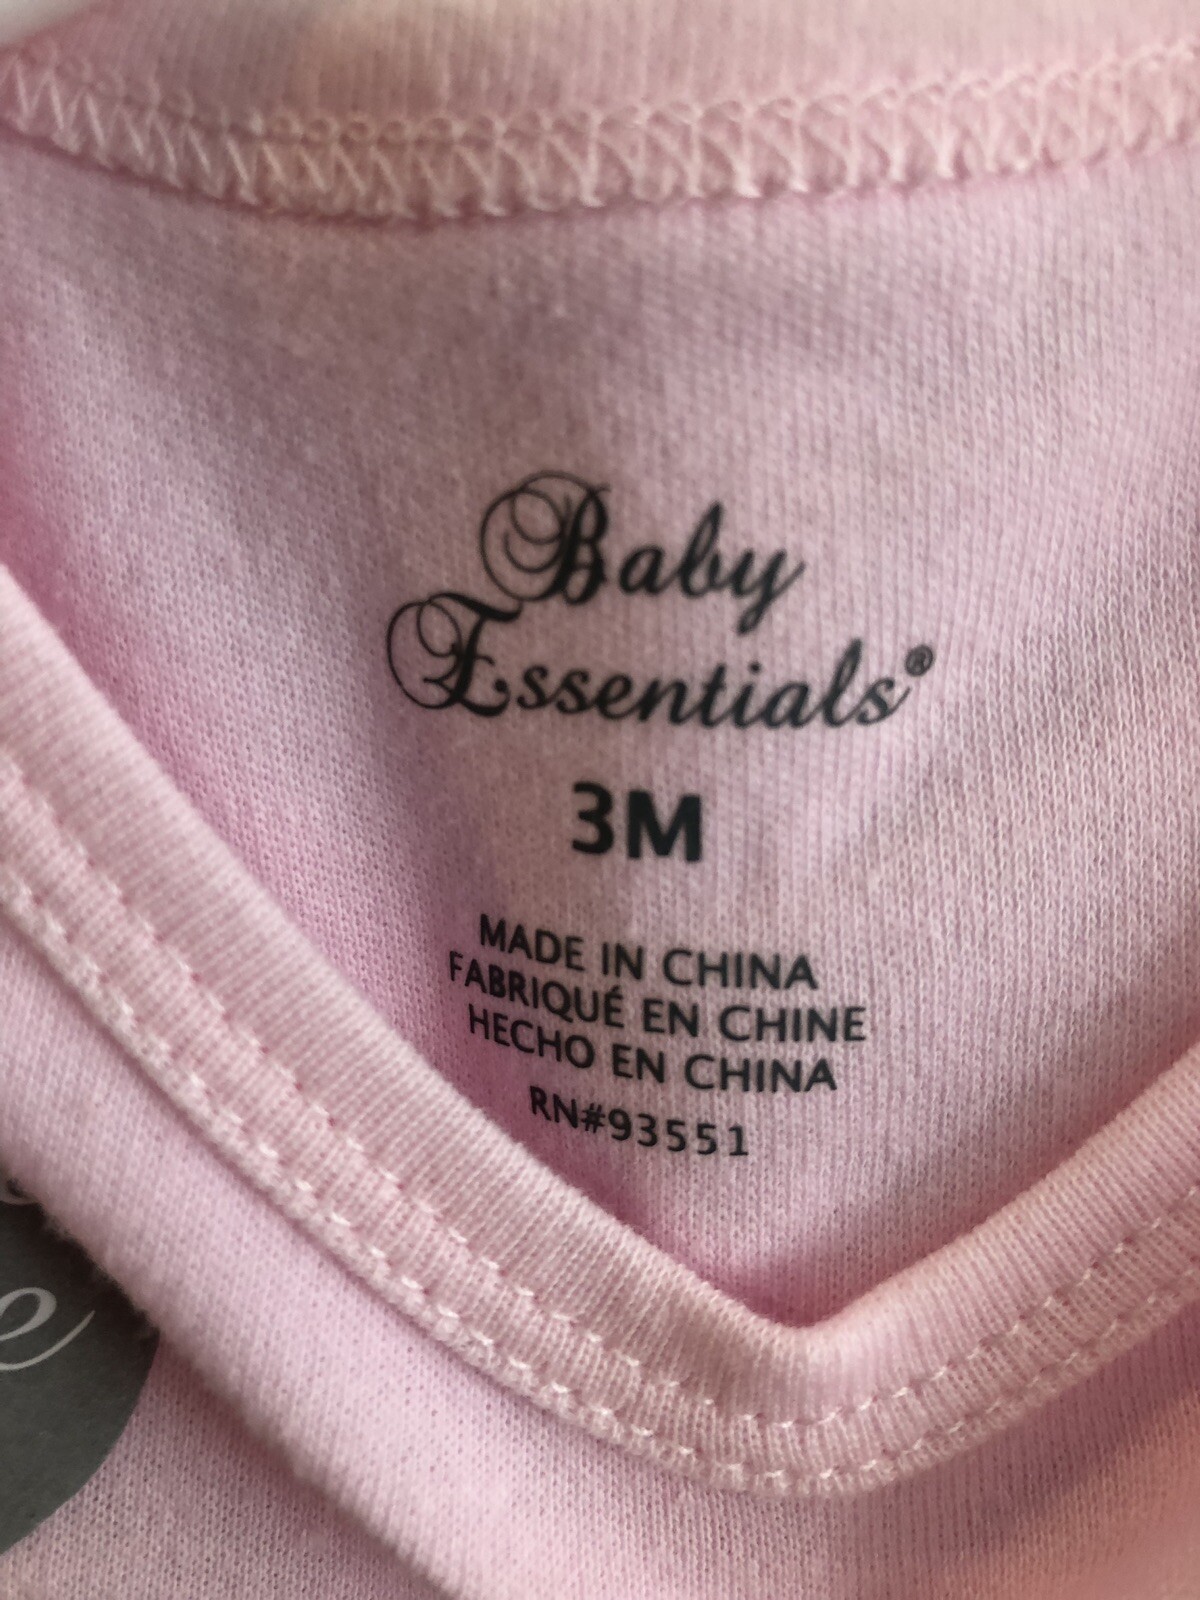 Baby
Essentials®
3M
MADE IN CHINA
FABRIQUÉ EN CHINE
HECHO EN CHINA
RN#93551